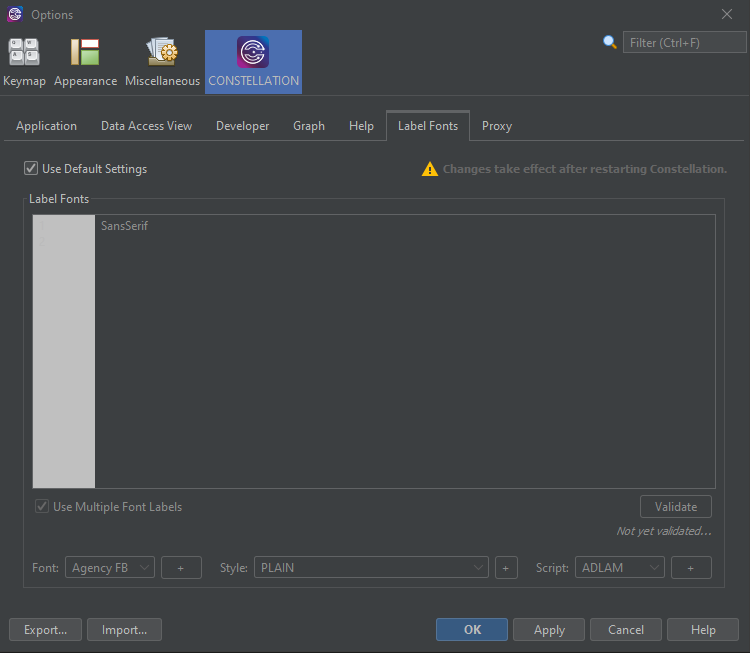 Options
Filter (Ctrl+F)
Keymap Appearance Miscellaneous CONSTELLATION
Application Data Access View Developer Graph Help Label Fonts Proxy
Use Default Settings
Changes take effect after restarting Constellation.
Label Fonts
SansSerif
Use Multiple Font Labels
Validate
Not yet validated...
Font: Agency FB + Style: PLAIN + Script: ADLAM +
Export... Import... OK Apply Cancel Help